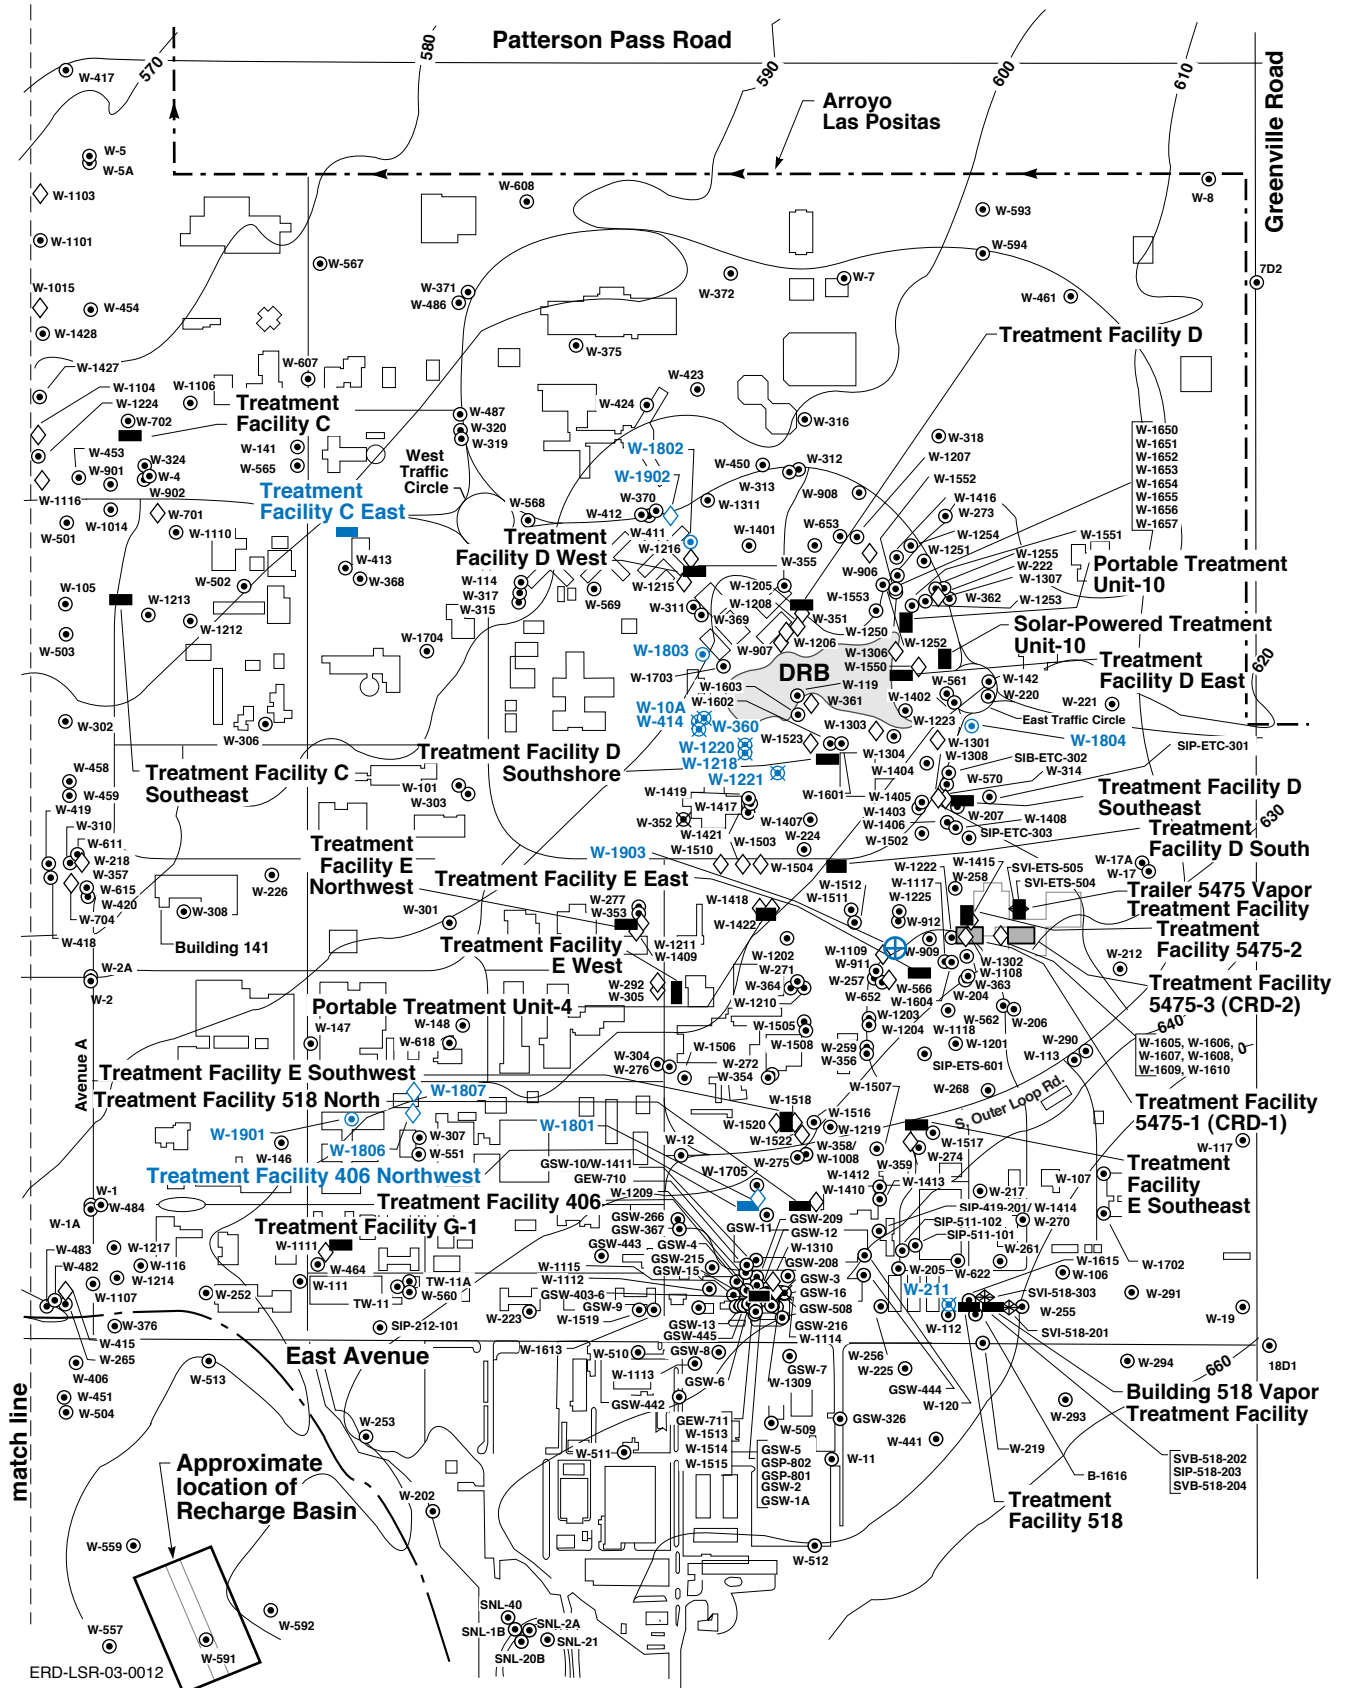 Patterson Pass Road
570
580
590
600
610
Greenville Road
W-417
Arroyo
Las Positas
W-5
W-5A
W-1103
W-608
W-8
W-593
W-1101
W-594
W-567
7D2
W-1015
W-371
W-486
W-372
W-7
W-461
W-454
W-1428
Treatment Facility D
W-375
W-607
W-1427
W-1104
W-1106
W-423
W-1224
W-702
Treatment
Facility C
W-424
W-487
W-320
W-319
W-316
W-1650
W-1651
W-1652
W-1653
W-1654
W-1655
W-1656
W-1657
W-318
W-1207
W-141
W-565
W-453
W-901
W-324
W-4
W-902
West
Traffic
Circle
W-1802
W-1902
W-450
W-313
W-312
W-908
W-1552
W-1416
W-273
W-1116
W-501
W-1014
W-701
W-1110
Treatment
Facility C East
W-568
W-412
W-370
W-1311
W-411
W-1401
W-653
W-1254
W-1251
W-1551
Treatment
Facility D West
W-1216
W-355
W-906
W-1255
W-222
W-1307
Portable Treatment
Unit-10
W-413
W-368
W-502
W-105
W-1213
W-1212
W-503
W-114
W-317
W-315
W-569
W-1215
W-1205
W-1208
W-311
W-369
W-351
W-1553
W-362
W-1253
W-1250
W-1206
W-1252
Solar-Powered Treatment
Unit-10
W-1704
W-1803
W-907
W-1306
W-1550
DRB
W-1703
W-119
W-1603
W-1602
W-361
W-561
W-142
W-1402
W-220
W-221
Treatment
Facility D East
620
W-302
W-306
W-10A
W-414
W-360
W-1303
W-1223
East Traffic Circle
W-1804
W-1220
W-1218
W-1221
W-1523
W-1304
W-1301
W-1308
SIP-ETC-301
SIB-ETC-302
W-314
W-1404
W-570
Treatment Facility D
Southshore
Treatment Facility C
Southeast
W-458
W-459
W-101
W-303
W-1419
W-1417
W-1601
W-1405
W-1403
W-1406
W-207
W-1408
Treatment Facility D
Southeast
630
W-419
W-310
W-611
W-218
W-357
W-615
W-420
W-704
W-418
W-352
W-1421
W-1407
W-224
W-1502
SIP-ETC-303
Treatment
Facility D South
Treatment
Facility E
Northwest
W-1903
W-1510
W-1503
W-1504
W-1222
W-1415
W-258
SVI-ETS-505
SVI-ETS-504
W-17A
W-17
W-226
Treatment Facility E East
W-1512
W-1511
W-1117
W-1225
Trailer 5475 Vapor
Treatment Facility
W-308
Building 141
W-301
W-277
W-353
W-1418
W-1422
W-912
Treatment
Facility 5475-2
Treatment Facility
E West
W-1211
W-1409
W-1202
W-271
W-1109
W-911
W-909
W-1302
W-1108
W-363
W-212
W-2A
W-2
W-292
W-305
W-364
W-1210
W-257
W-652
W-566
W-1604
W-204
Treatment Facility
5475-3 (CRD-2)
Portable Treatment Unit-4
W-147
W-148
W-618
W-1505
W-1508
W-1203
W-1204
W-562
W-206
W-1118
W-1201
640
W-290
W-113
W-1605, W-1606,
W-1607, W-1608,
W-1609, W-1610
W-304
W-276
W-1506
W-272
W-354
W-259
W-356
SIP-ETS-601
Avenue A
Treatment Facility E Southwest
Treatment Facility 518 North
W-1807
W-1801
W-1507
W-268
S. Outer Loop Rd.
Treatment Facility
5475-1 (CRD-1)
W-1901
W-146
W-1806
W-307
W-551
W-1518
W-1520
W-1522
W-1516
W-1219
W-1517
W-274
W-117
Treatment Facility 406 Northwest
W-12
GSW-10/W-1411
GEW-710
W-1209
W-1705
W-275
W-358/
W-1008
W-1412
W-1410
W-359
W-1413
W-107
Treatment
Facility
E Southeast
W-1
W-484
W-1A
Treatment Facility 406
GSW-266
GSW-367
GSW-443
GSW-11
GSW-209
GSW-12
W-217
SIP-419-201/ W-1414
SIP-511-102
W-270
SIP-511-101
Treatment Facility G-1
W-483
W-482
W-1217
W-116
W-1214
W-1107
W-1111
W-464
W-111
GSW-4
GSW-215
GSW-15
W-1310
GSW-208
W-261
W-1702
W-1115
W-1112
GSW-403-6
GSW-9
W-1519
GSW-3
GSW-16
GSW-508
W-205
W-622
W-1615
W-106
W-252
TW-11A
W-560
TW-11
W-223
W-211
SVI-518-303
W-255
W-291
W-376
SIP-212-101
GSW-13
GSW-445
GSW-216
W-1114
W-112
SVI-518-201
W-19
East Avenue
W-415
W-265
W-406
W-513
W-1613
W-510
GSW-8
W-1113
GSW-6
GSW-7
W-1309
W-256
W-225
W-294
660
18D1
W-451
W-504
GSW-442
GSW-444
W-120
GSW-326
W-293
Building 518 Vapor
Treatment Facility
match line
W-253
GEW-711
W-1513
W-1514
W-1515
W-509
W-441
W-511
GSW-5
GSP-802
GSP-801
GSW-2
GSW-1A
W-11
W-219
B-1616
SVB-518-202
SIP-518-203
SVB-518-204
Approximate
location of
Recharge Basin
W-202
Treatment
Facility 518
W-559
W-512
W-557
W-592
W-591
SNL-40
SNL-1B
SNL-2A
SNL-21
SNL-20B
ERD-LSR-03-0012